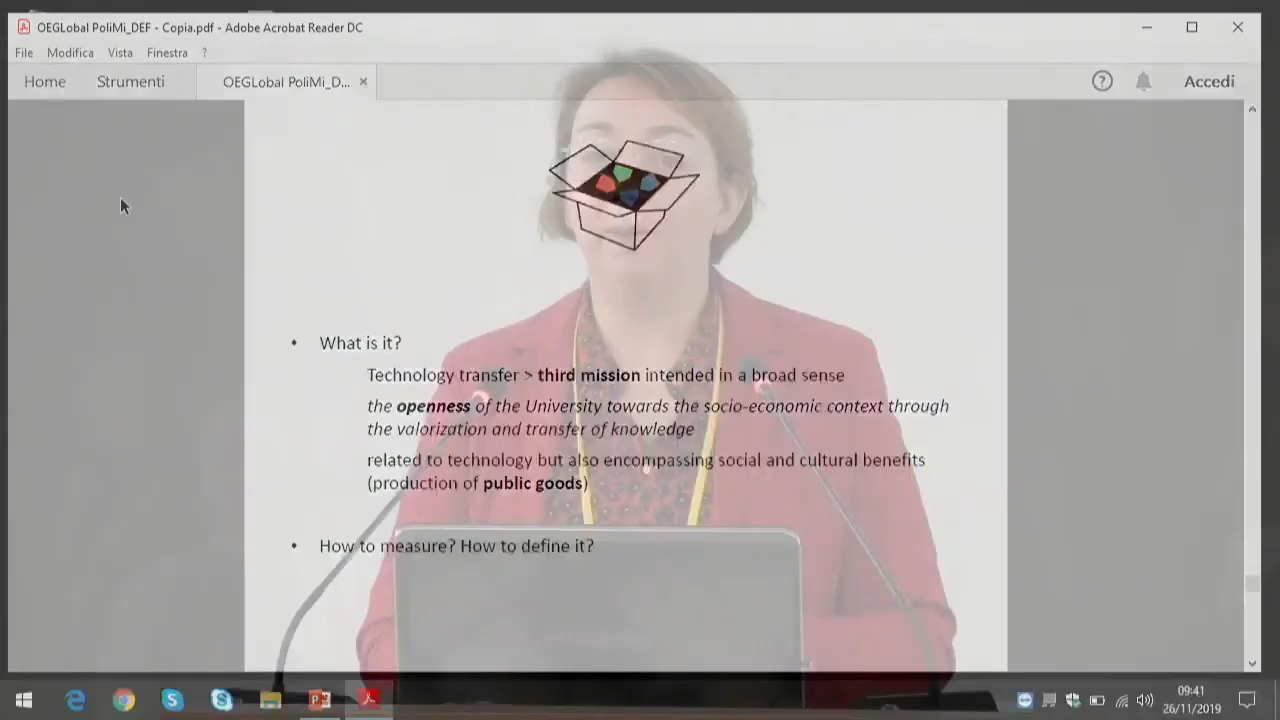 OEGLobal PoliMi_DEF - Copia.pdf - Adobe Acrobat Reader DC
File Modifica Vista Finestra ?
Home Strumenti OEGLobal PoliMi_D... × ? Accedi
• What is it?
Technology transfer > third mission intended in a broad sense
the openness of the University towards the socio-economic context through
the valorization and transfer of knowledge
related to technology but also encompassing social and cultural benefits
(production of public goods)
• How to measure? How to define it?
09:41
26/11/2019